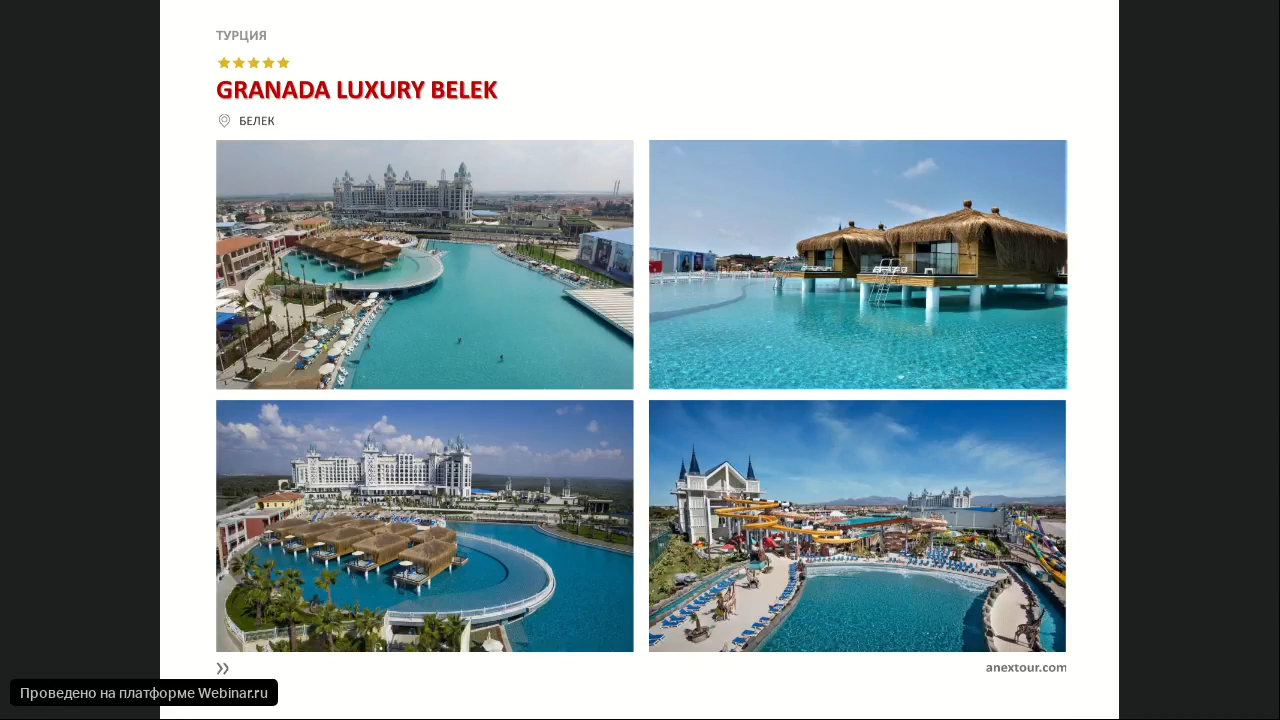 ТУРЦИЯ
GRANADA LUXURY BELEK
БЕЛЕК
anextour.com
Проведено на платформе Webinar.ru